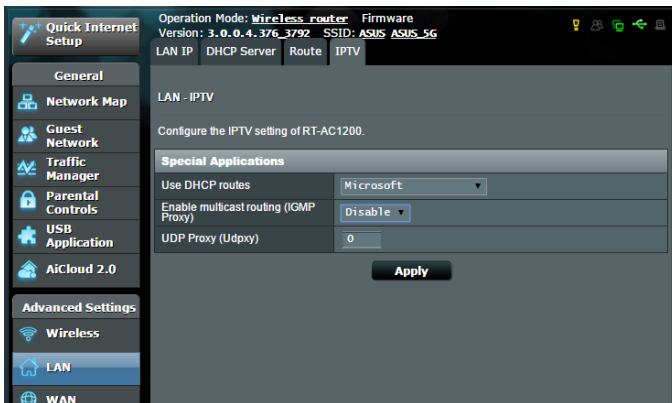 Quick Internet
Setup
Operation Mode: Wireless router Firmware
Version: 3.0.0.4.376_3792 SSID: ASUS ASUS_5G
LAN IP DHCP Server Route IPTV
General
Network Map
Guest
Network
Traffic
Manager
Parental
Controls
USB
Application
AiCloud 2.0
Advanced Settings
Wireless
LAN
WAN
LAN - IPTV
Configure the IPTV setting of RT-AC1200.
Special Applications
Use DHCP routes Microsoft
Enable multicast routing (IGMP
Proxy) Disable
UDP Proxy (Udpxy) 0
Apply